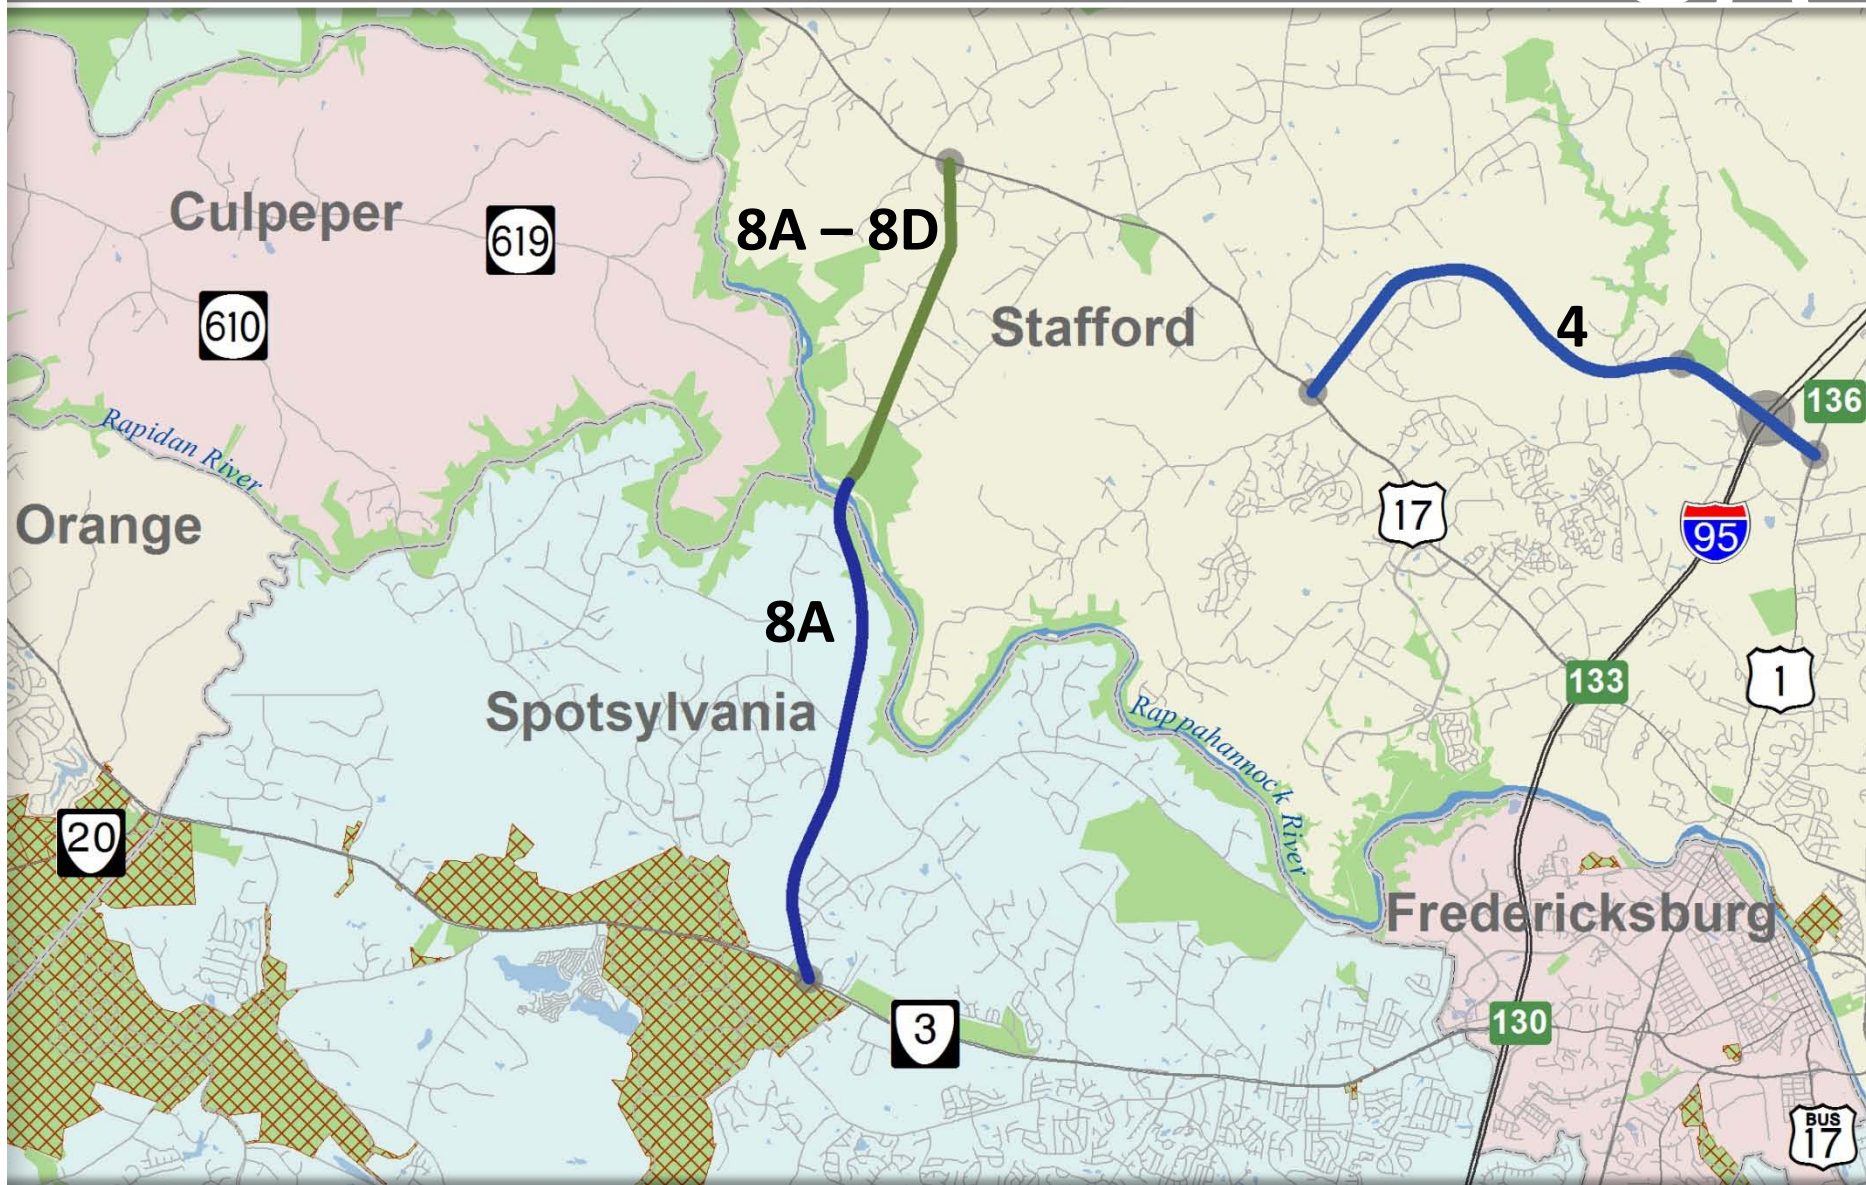 Culpeper
619
8A – 8D
610
Stafford
4
136
Rapidan River
Orange
17
95
8A
133
1
Spotsylvania
Rappahannock River
20
Fredericksburg
3
130
BUS
17